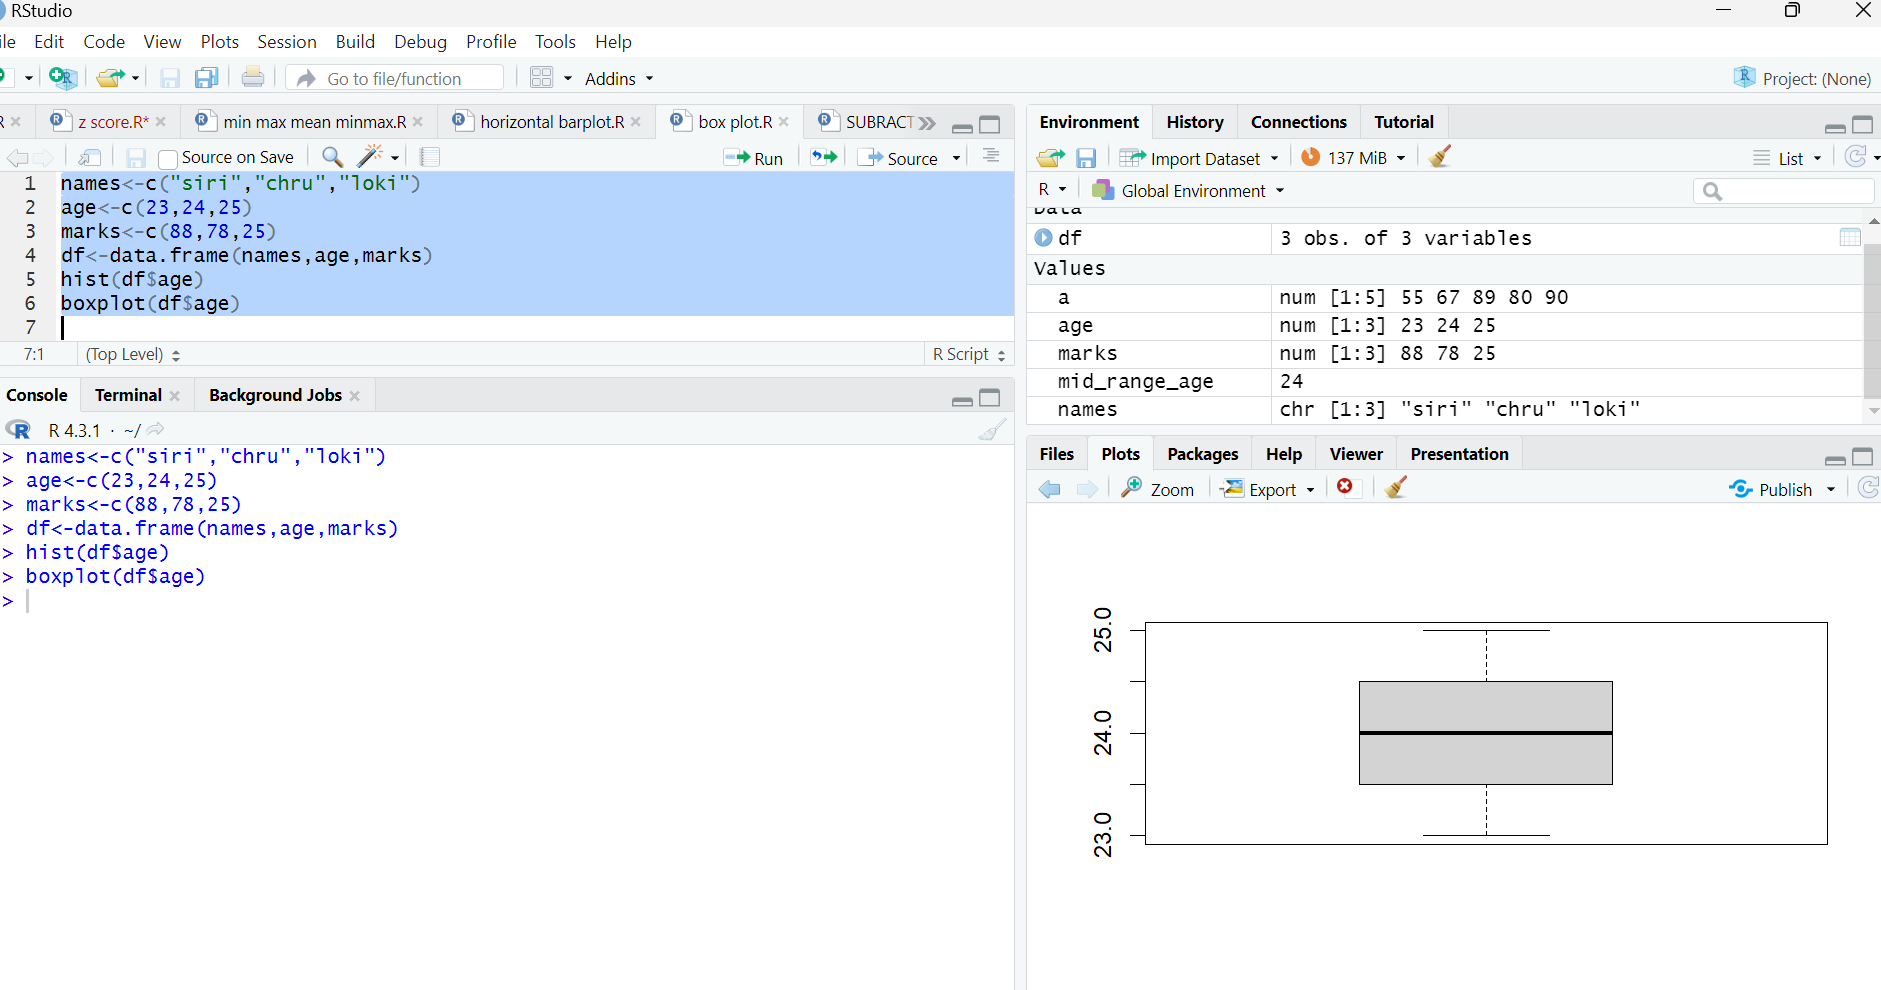 RStudio
ile Edit Code View Plots Session Build Debug Profile Tools Help
Go to file/function Addins Project: (None)
R z score.R* min max mean minmax.R horizontal barplot.R box plot.R SUBRACT
Source on Save Run Source
1 names<-c("siri","chru","loki")
2 age<-c(23,24,25)
3 marks<-c(88,78,25)
4 df<-data.frame(names,age,marks)
5 hist(df$age)
6 boxplot(df$age)
7
7:1 (Top Level) R Script
Console Terminal Background Jobs
R 4.3.1 · ~/
> names<-c("siri","chru","loki")
> age<-c(23,24,25)
> marks<-c(88,78,25)
> df<-data.frame(names,age,marks)
> hist(df$age)
> boxplot(df$age)
>
Environment History Connections Tutorial
Import Dataset 137 MiB List
R Global Environment
Data
df 3 obs. of 3 variables
Values
a num [1:5] 55 67 89 80 90
age num [1:3] 23 24 25
marks num [1:3] 88 78 25
mid_range_age 24
names chr [1:3] "siri" "chru" "loki"
Files Plots Packages Help Viewer Presentation
Zoom Export Publish
25.0
24.0
23.0